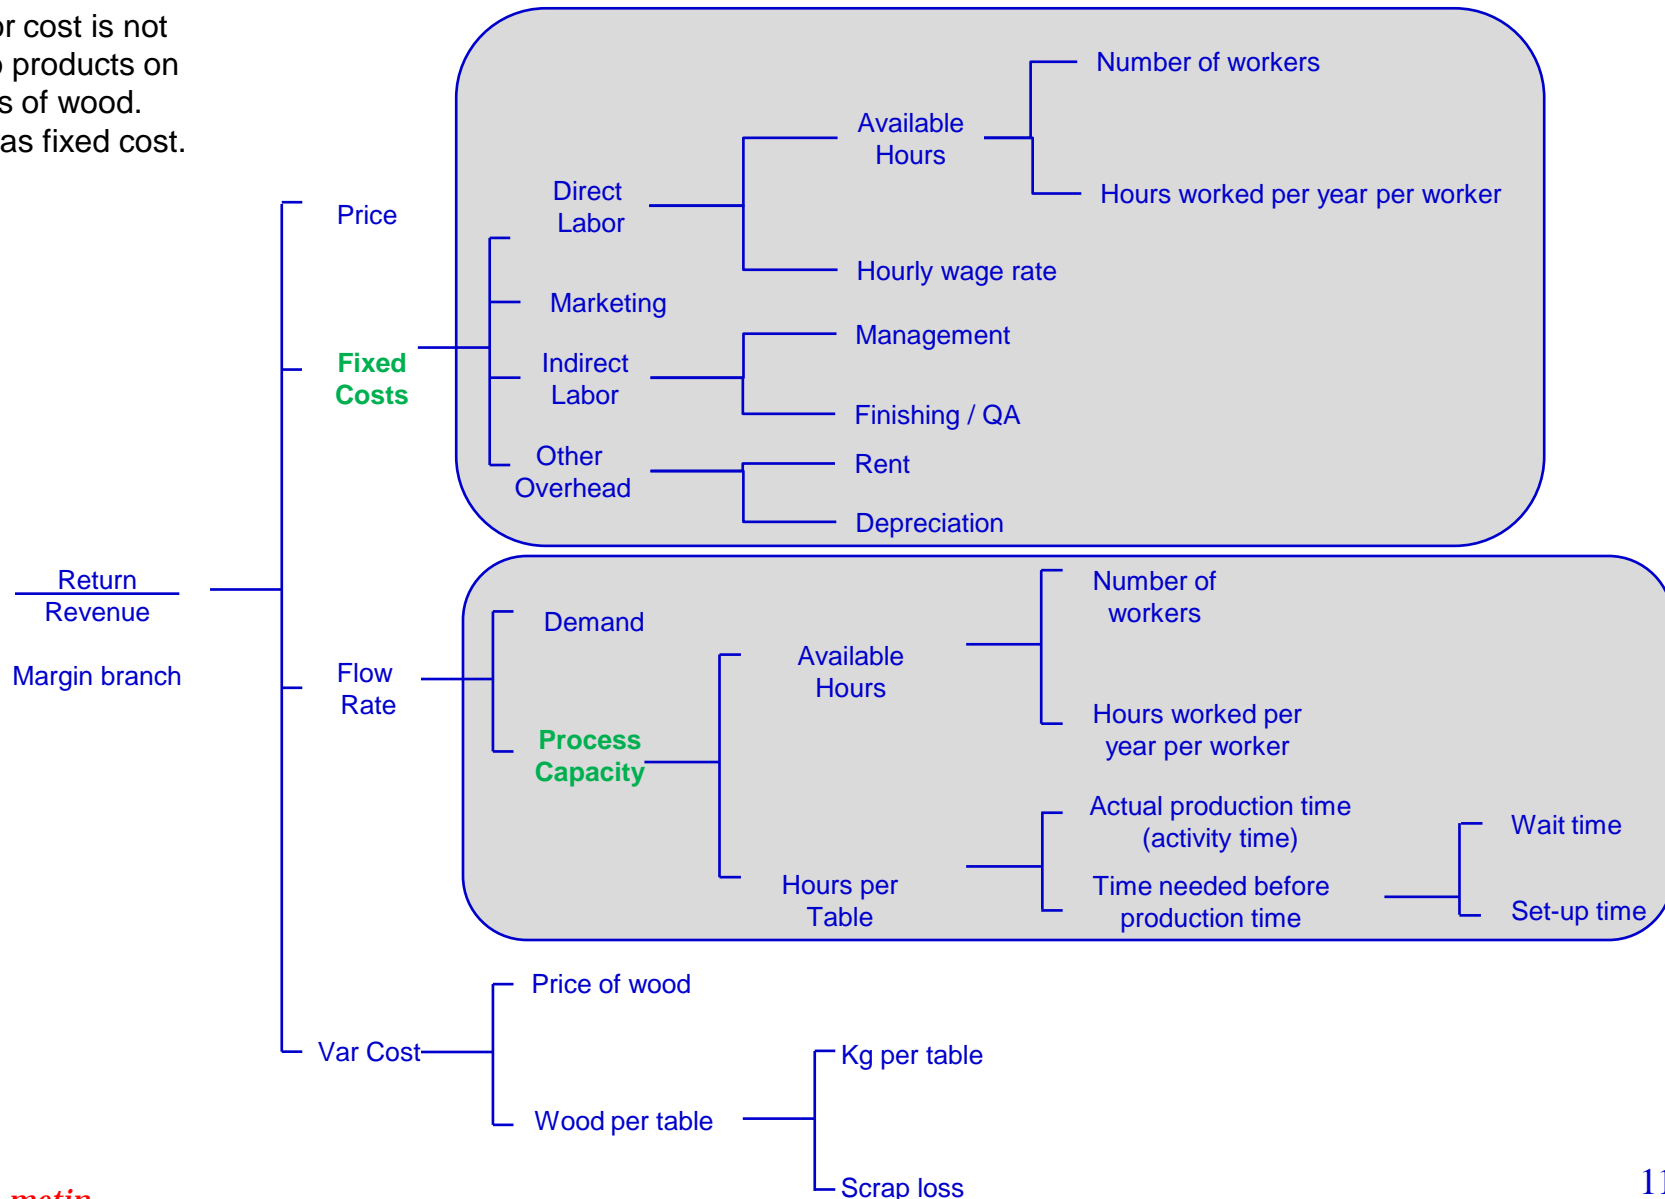 or cost is not
products on
s of wood.
as fixed cost.
Number of workers
Available
Hours
Hours worked per year per worker
Direct
Labor
Price
Hourly wage rate
Marketing
Management
Fixed
Costs
Indirect
Labor
Finishing / QA
Other
Overhead
Rent
Depreciation
Return
Revenue
Margin branch
Number of
workers
Demand
Available
Hours
Flow
Rate
Hours worked per
year per worker
Process
Capacity
Actual production time
(activity time)
Wait time
Hours per
Table
Time needed before
production time
Set-up time
Price of wood
Var Cost
Kg per table
Wood per table
Scrap loss
metin
11